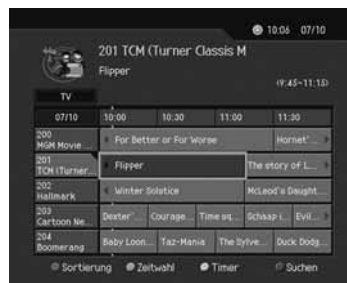 10:06 07/10
201 TCM (Turner Classis M
Flipper
(9:45~11:15)
TV
07/10 10:00 10:30 11:00 11:30
200 MGM Movie... For Better or For Worse Hornet'...
201 TCM (Turner... Flipper The story of L...
202 Hallmark Winter Solstice McLeod's Daught...
203 Cartoon Ne... Dexter'... Courage... Time sq... Schaap i... Evil...
204 Boomerang Baby Loon... Taz-Mania The Sylve... Duck Dodg...
Sortierung Zeitwahl Timer Suchen